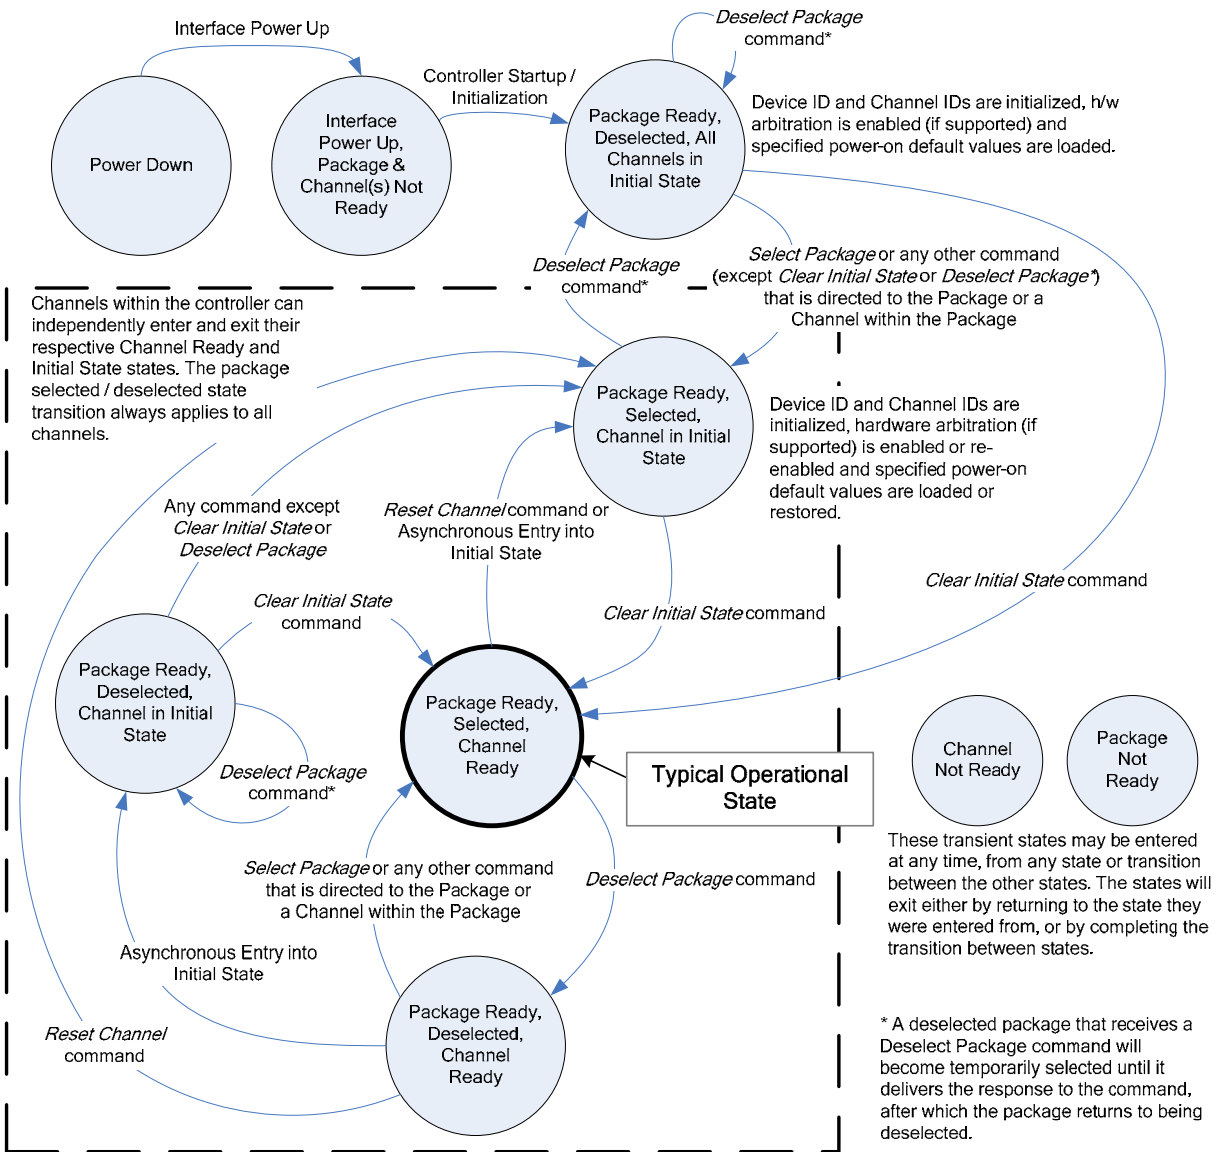 Interface Power Up
Deselect Package
command*
Controller Startup /
Initialization
Power Down
Interface
Power Up,
Package &
Channel(s) Not
Ready
Package Ready,
Deselected, All
Channels in
Initial State
Device ID and Channel IDs are initialized, h/w
arbitration is enabled (if supported) and
specified power-on default values are loaded.
Deselect Package
command*
Select Package or any other command
(except Clear Initial State or Deselect Package*)
that is directed to the Package or a
Channel within the Package
Channels within the controller can
independently enter and exit their
respective Channel Ready and
Initial State states. The package
selected / deselected state
transition always applies to all
channels.
Package Ready,
Selected,
Channel in Initial
State
Device ID and Channel IDs are
initialized, hardware arbitration (if
supported) is enabled or re-
enabled and specified power-on
default values are loaded or
restored.
Any command except
Clear Initial State or
Deselect Package
Reset Channel command or
Asynchronous Entry into
Initial State
Clear Initial State command
Clear Initial State
command
Clear Initial State command
Package Ready,
Deselected,
Channel in Initial
State
Package Ready,
Selected,
Channel
Ready
Typical Operational
State
Channel
Not Ready
Package
Not
Ready
Deselect Package
command*
These transient states may be entered
at any time, from any state or transition
between the other states. The states will
exit either by returning to the state they
were entered from, or by completing the
transition between states.
Select Package or any other command
that is directed to the Package or
a Channel within the Package
Deselect Package command
Asynchronous Entry into
Initial State
Reset Channel
command
Package Ready,
Deselected,
Channel
Ready
* A deselected package that receives a
Deselect Package command will
become temporarily selected until it
delivers the response to the command,
after which the package returns to being
deselected.